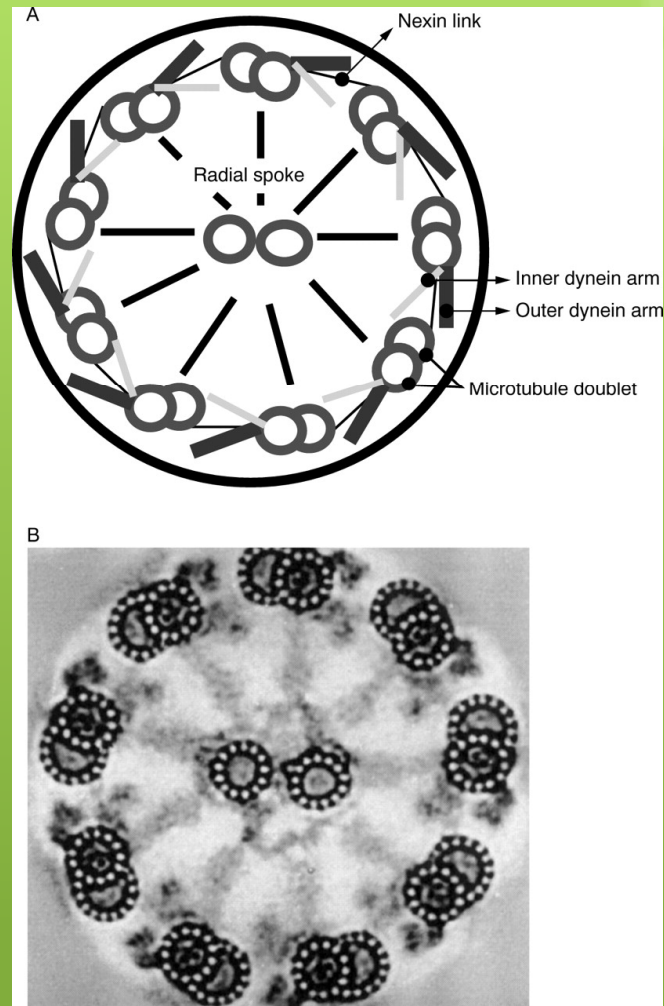 A
Nexin link
Radial spoke
Inner dynein arm
Outer dynein arm
Microtubule doublet
B